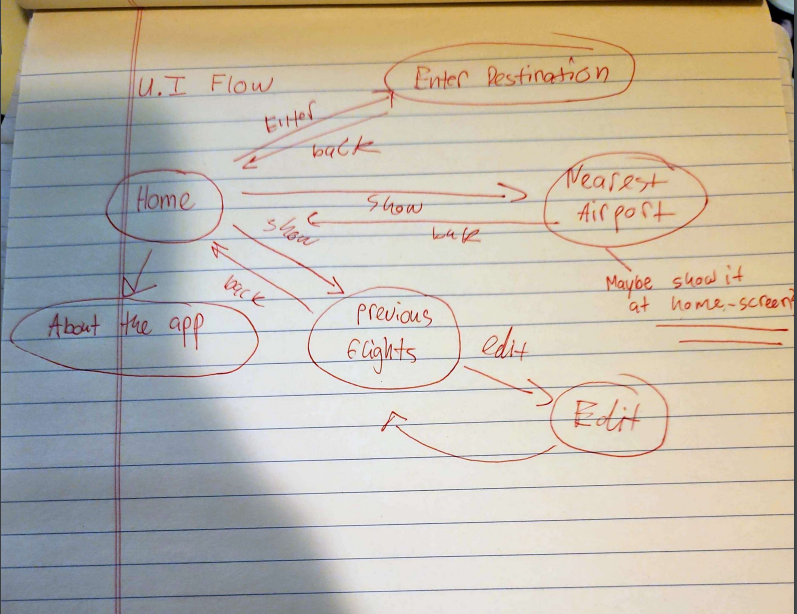 U.I Flow
Enter Destination
Enter
back
Home
show
back
Nearest
Airport
show
back
Maybe show it
at home-screen?
About the app
previous
flights
edit
Edit